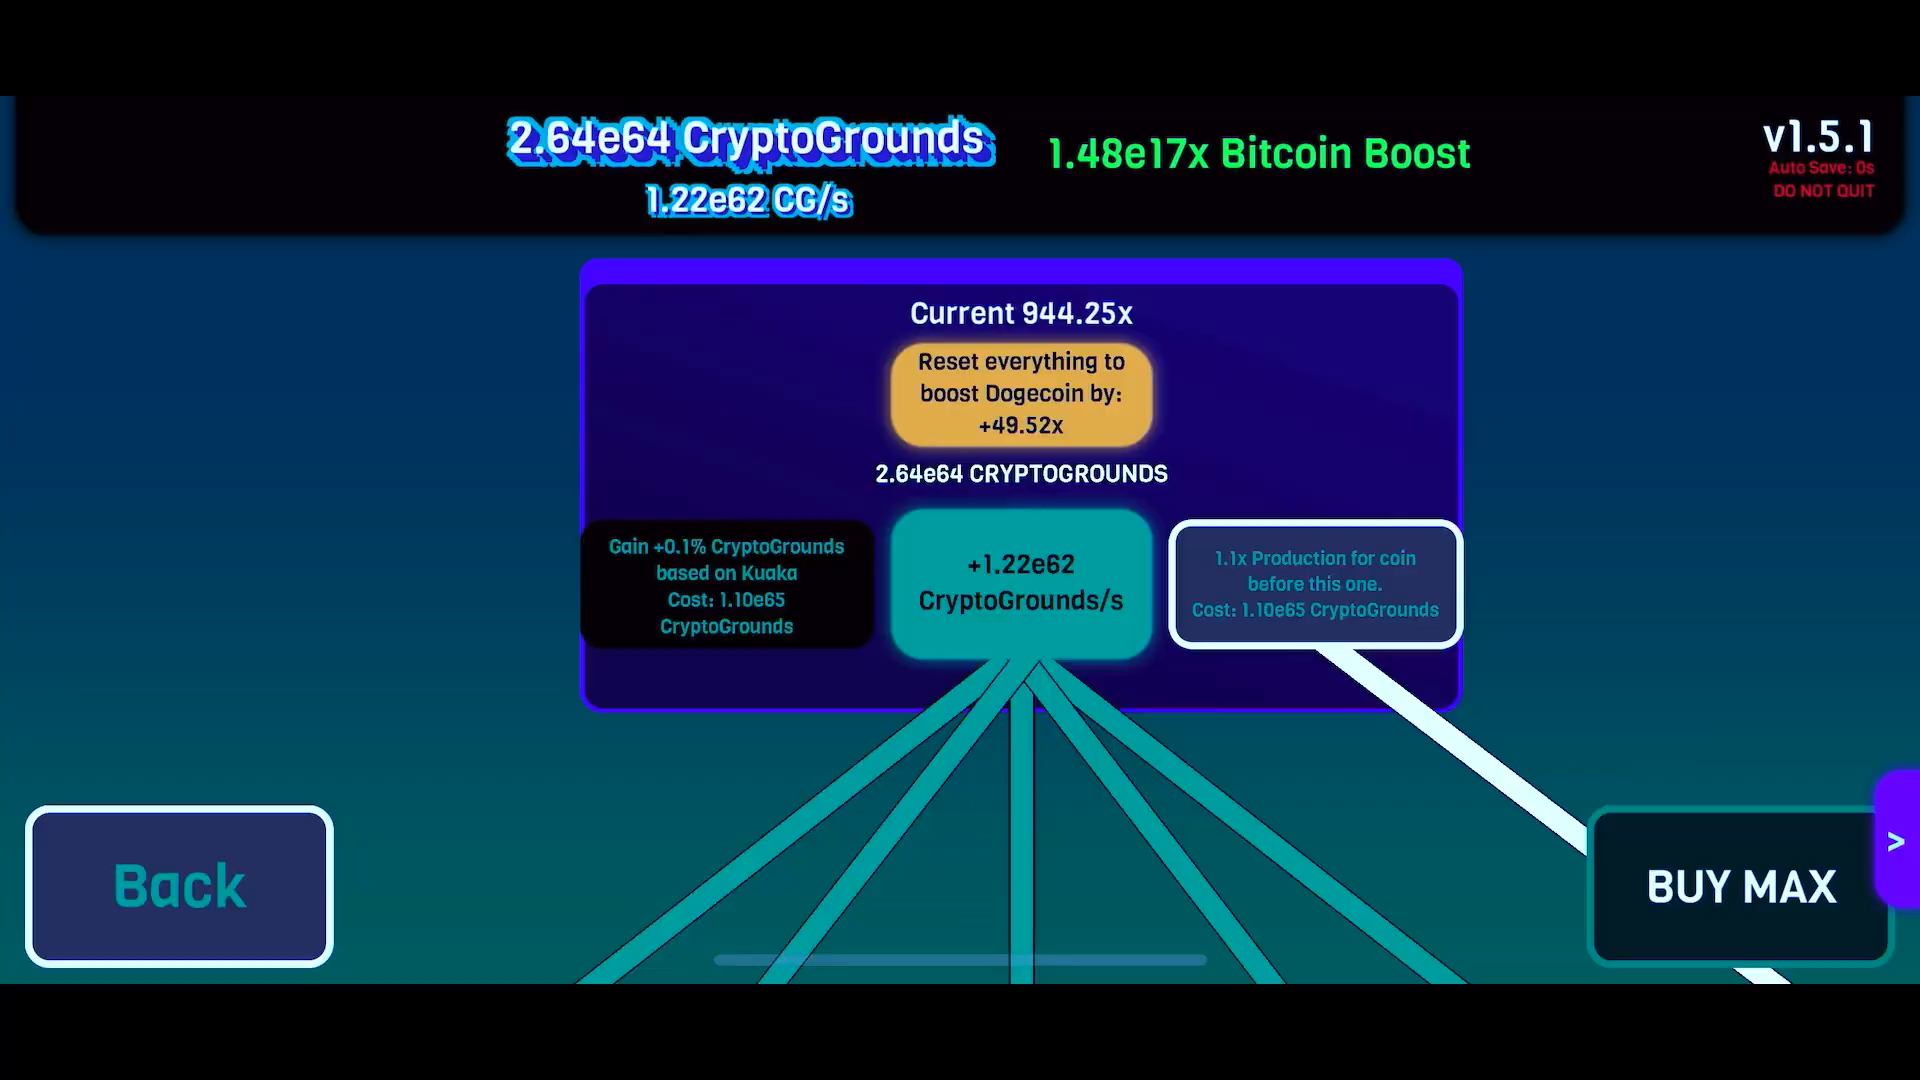 2.64e64 CryptoGrounds
1.22e62 CG/s
1.48e17x Bitcoin Boost
v1.5.1
Auto Save: 0s
DO NOT QUIT
Current 944.25x
Reset everything to
boost Dogecoin by:
+49.52x
2.64e64 CRYPTOGROUNDS
Gain +0.1% CryptoGrounds
based on Kuaka
Cost: 1.10e65
CryptoGrounds
+1.22e62
CryptoGrounds/s
1.1x Production for coin
before this one.
Cost: 1.10e65 CryptoGrounds
Back
BUY MAX
>